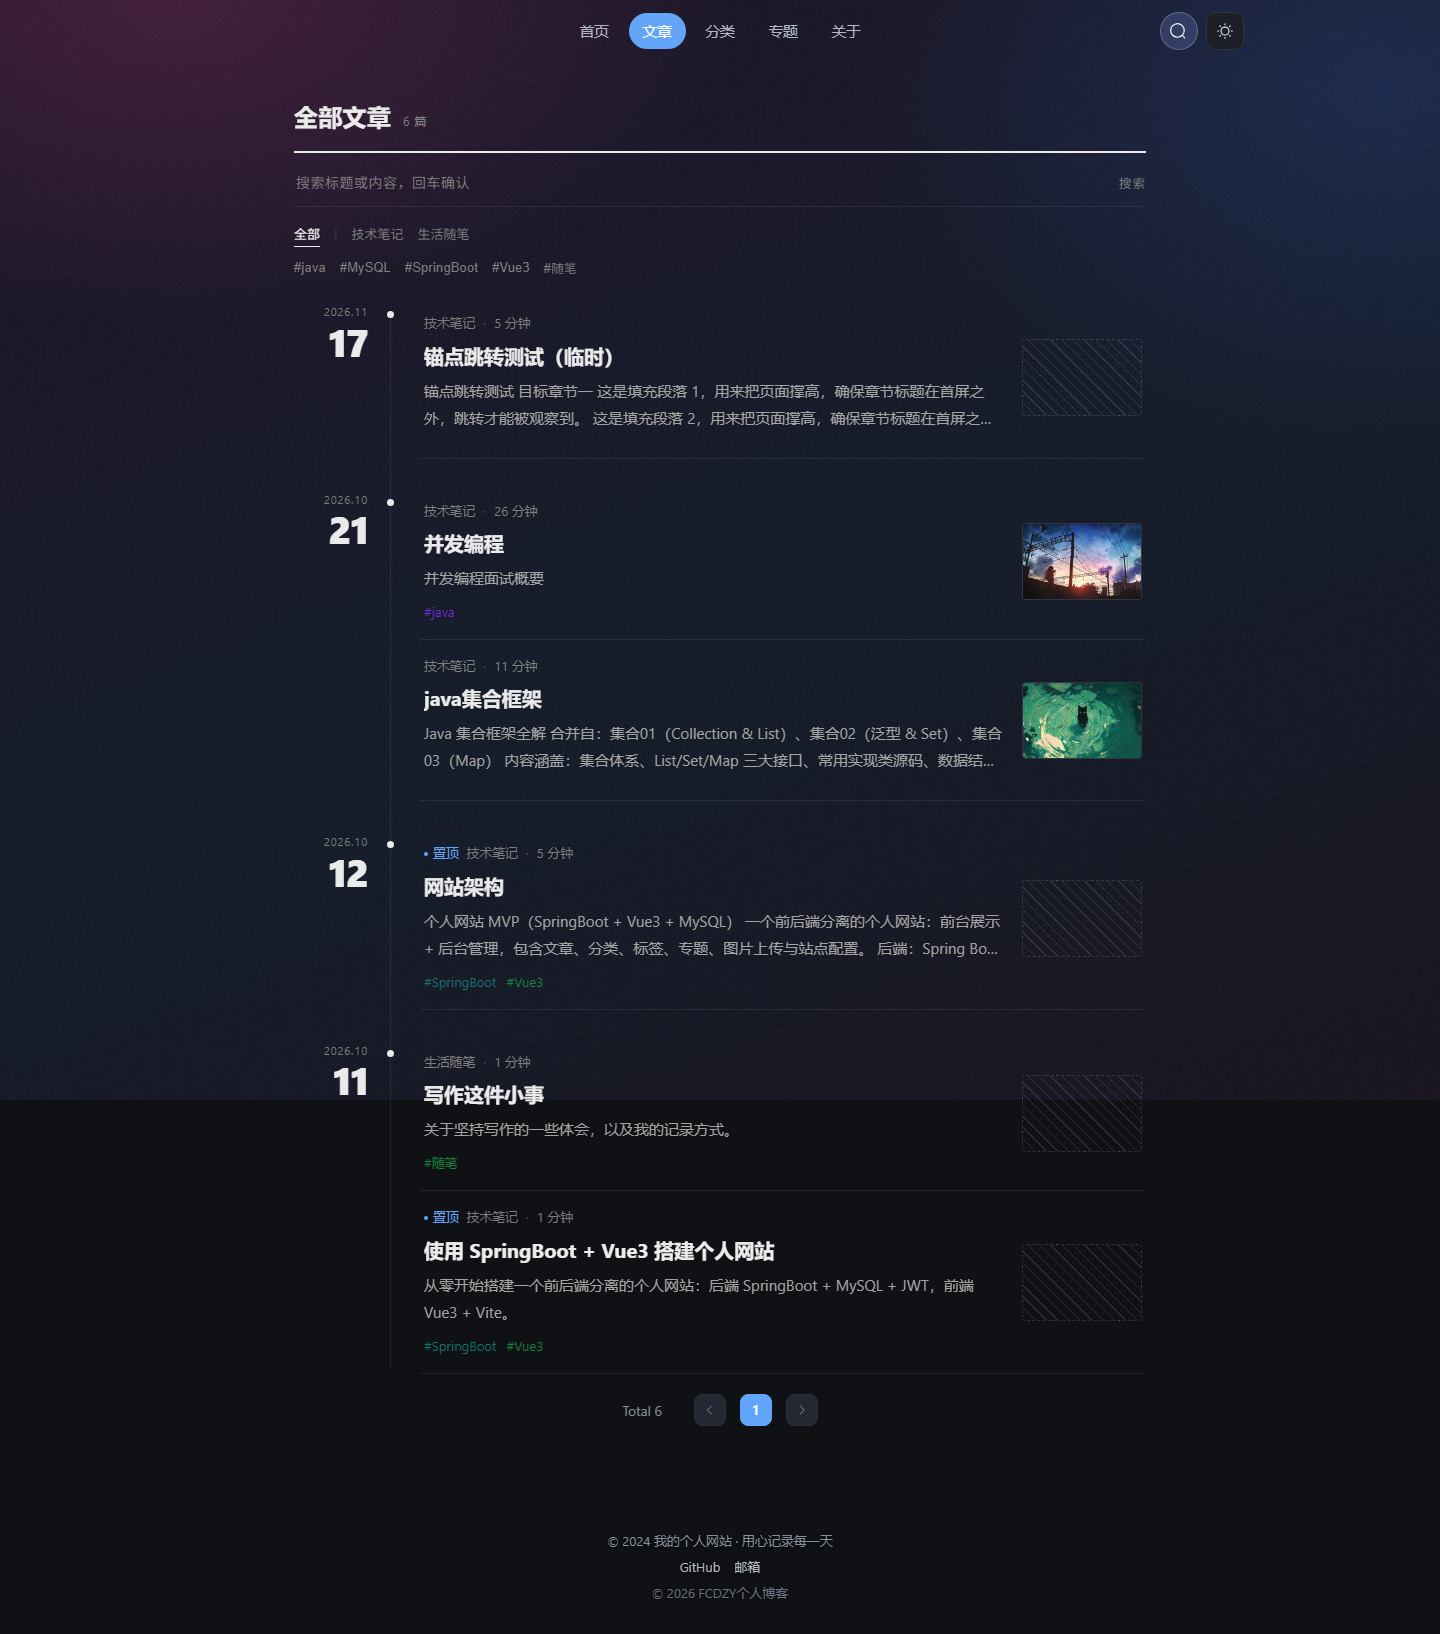 首页 文章 分类 专题 关于
全部文章 6 篇
搜索标题或内容，回车确认 搜索
全部 | 技术笔记 生活随笔
#java #MySQL #SpringBoot #Vue3 #随笔
2026.11
17
技术笔记 · 5 分钟
锚点跳转测试（临时）
锚点跳转测试 目标章节一 这是填充段落 1，用来把页面撑高，确保章节标题在首屏之
外，跳转才能被观察到。 这是填充段落 2，用来把页面撑高，确保章节标题在首屏之...
2026.10
21
技术笔记 · 26 分钟
并发编程
并发编程面试概要
#java
技术笔记 · 11 分钟
java集合框架
Java 集合框架全解 合并自：集合01（Collection & List）、集合02（泛型 & Set）、集合
03（Map） 内容涵盖：集合体系、List/Set/Map 三大接口、常用实现类源码、数据结...
2026.10
12
• 置顶 技术笔记 · 5 分钟
网站架构
个人网站 MVP（SpringBoot + Vue3 + MySQL） 一个前后端分离的个人网站：前台展示
+ 后台管理，包含文章、分类、标签、专题、图片上传与站点配置。 后端：Spring Bo...
#SpringBoot #Vue3
2026.10
11
生活随笔 · 1 分钟
写作这件小事
关于坚持写作的一些体会，以及我的记录方式。
#随笔
• 置顶 技术笔记 · 1 分钟
使用 SpringBoot + Vue3 搭建个人网站
从零开始搭建一个前后端分离的个人网站：后端 SpringBoot + MySQL + JWT，前端
Vue3 + Vite。
#SpringBoot #Vue3
Total 6 1
© 2024 我的个人网站 · 用心记录每一天
GitHub 邮箱
© 2026 FCDZY个人博客